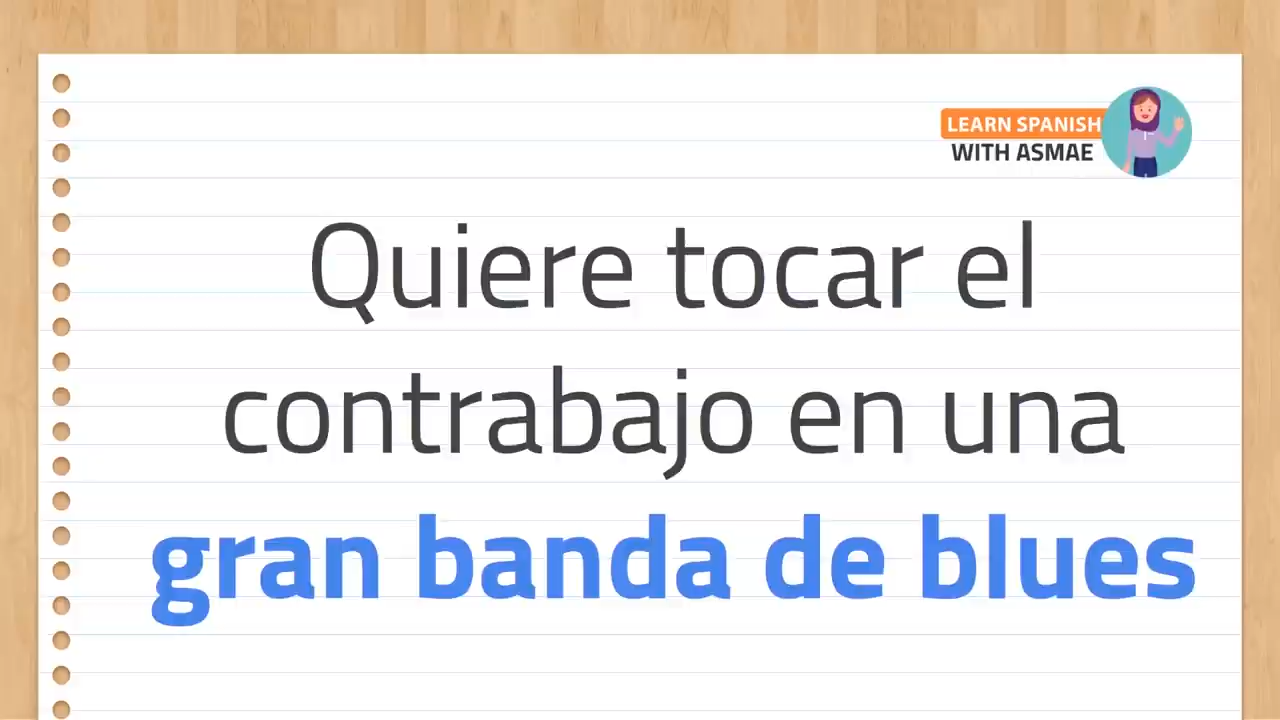 LEARN SPANISH
WITH ASMAE
Quiere tocar el
contrabajo en una
gran banda de blues